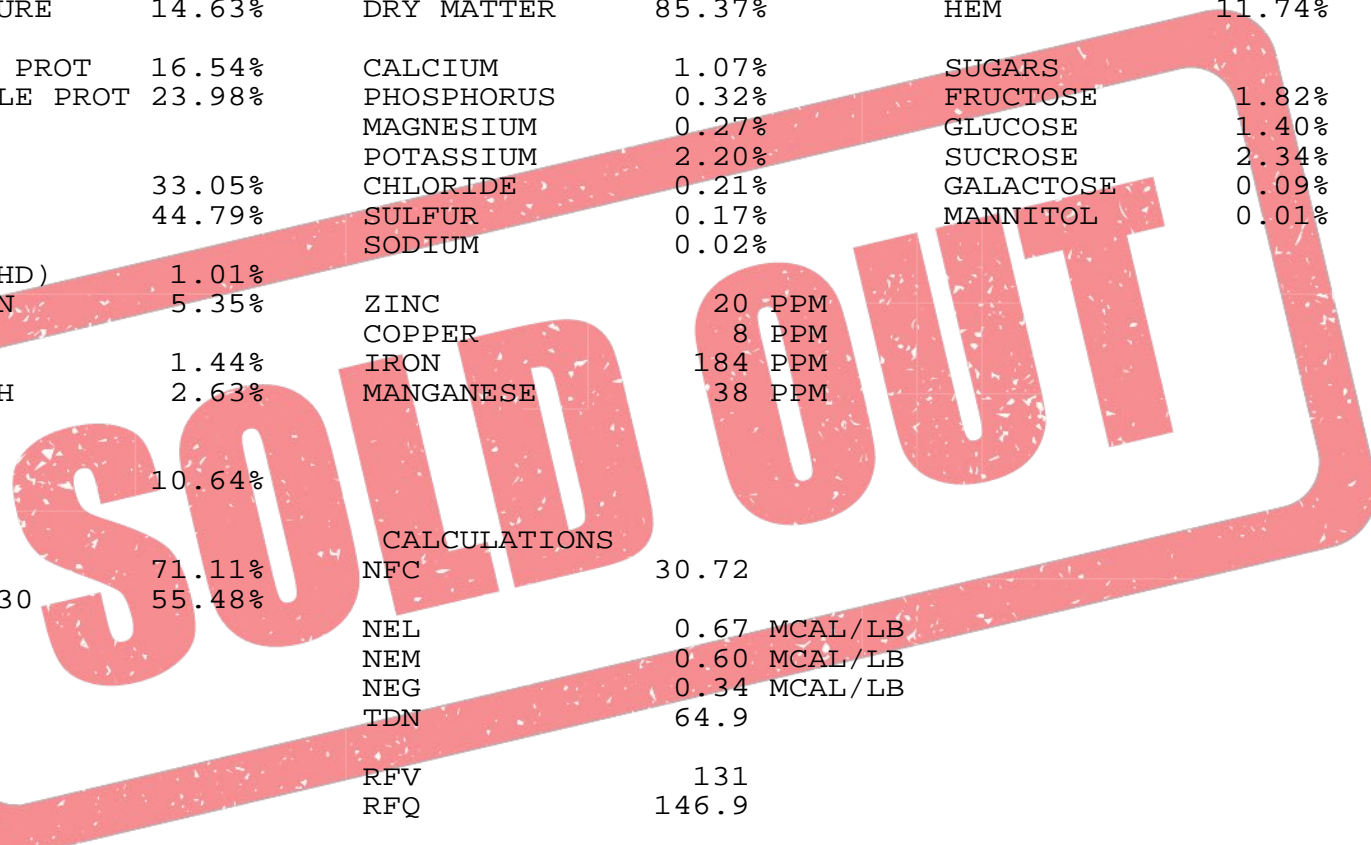 URE 14.63% DRY MATTER 85.37% HEM 11.74%
PROT 16.54% CALCIUM 1.07% SUGARS
LE PROT 23.98% PHOSPHORUS 0.32% FRUCTOSE 1.82%
MAGNESIUM 0.27% GLUCOSE 1.40%
POTASSIUM 2.20% SUCROSE 2.34%
33.05% CHLORIDE 0.21% GALACTOSE 0.09%
44.79% SULFUR 0.17% MANNITOL 0.01%
SODIUM 0.02%
HD) 1.01%
N 5.35% ZINC 20 PPM
COPPER 8 PPM
1.44% IRON 184 PPM
H 2.63% MANGANESE 38 PPM
10.64%
CALCULATIONS
71.11% NFC 30.72
30 55.48%
NEL 0.67 MCAL/LB
NEM 0.60 MCAL/LB
NEG 0.34 MCAL/LB
TDN 64.9
RFV 131
RFQ 146.9
SOLD OUT